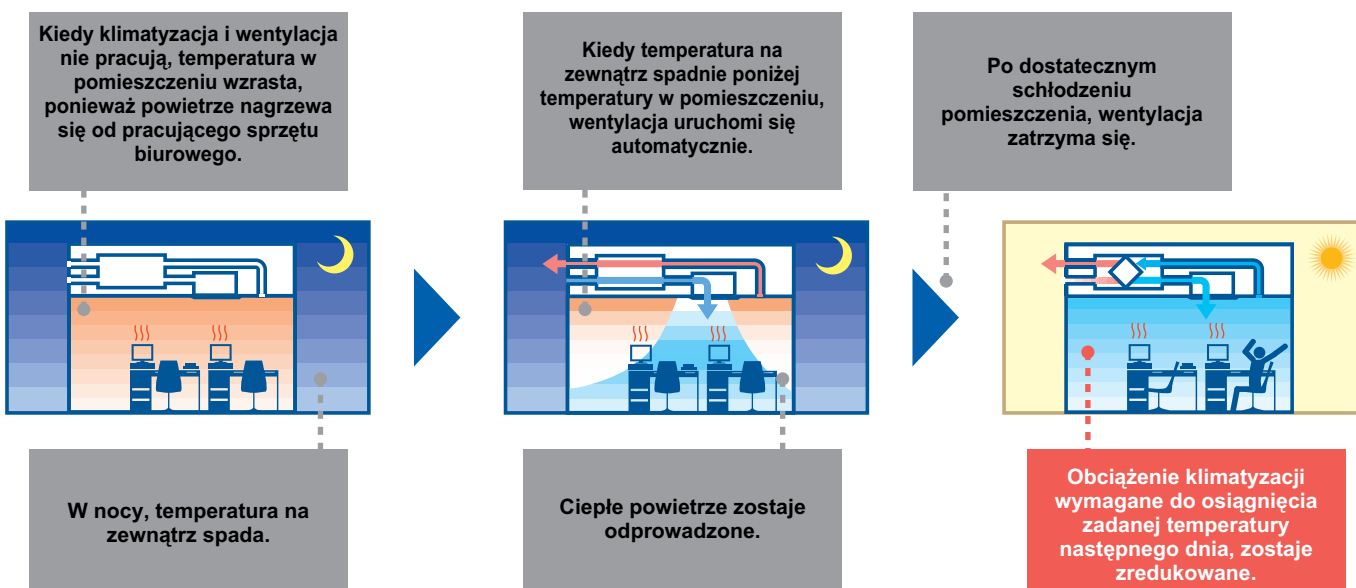 Kiedy klimatyzacja i wentylacja
nie pracują, temperatura w
pomieszczeniu wzrasta,
ponieważ powietrze nagrzewa
się od pracującego sprzętu
biurowego.
Kiedy temperatura na
zewnątrz spadnie poniżej
temperatury w pomieszczeniu,
wentylacja uruchomi się
automatycznie.
Po dostatecznym
schłodzeniu
pomieszczenia, wentylacja
zatrzyma się.
W nocy, temperatura na
zewnątrz spada.
Ciepłe powietrze zostaje
odprowadzone.
Obciążenie klimatyzacji
wymagane do osiągnięcia
zadanej temperatury
następnego dnia, zostaje
zredukowane.